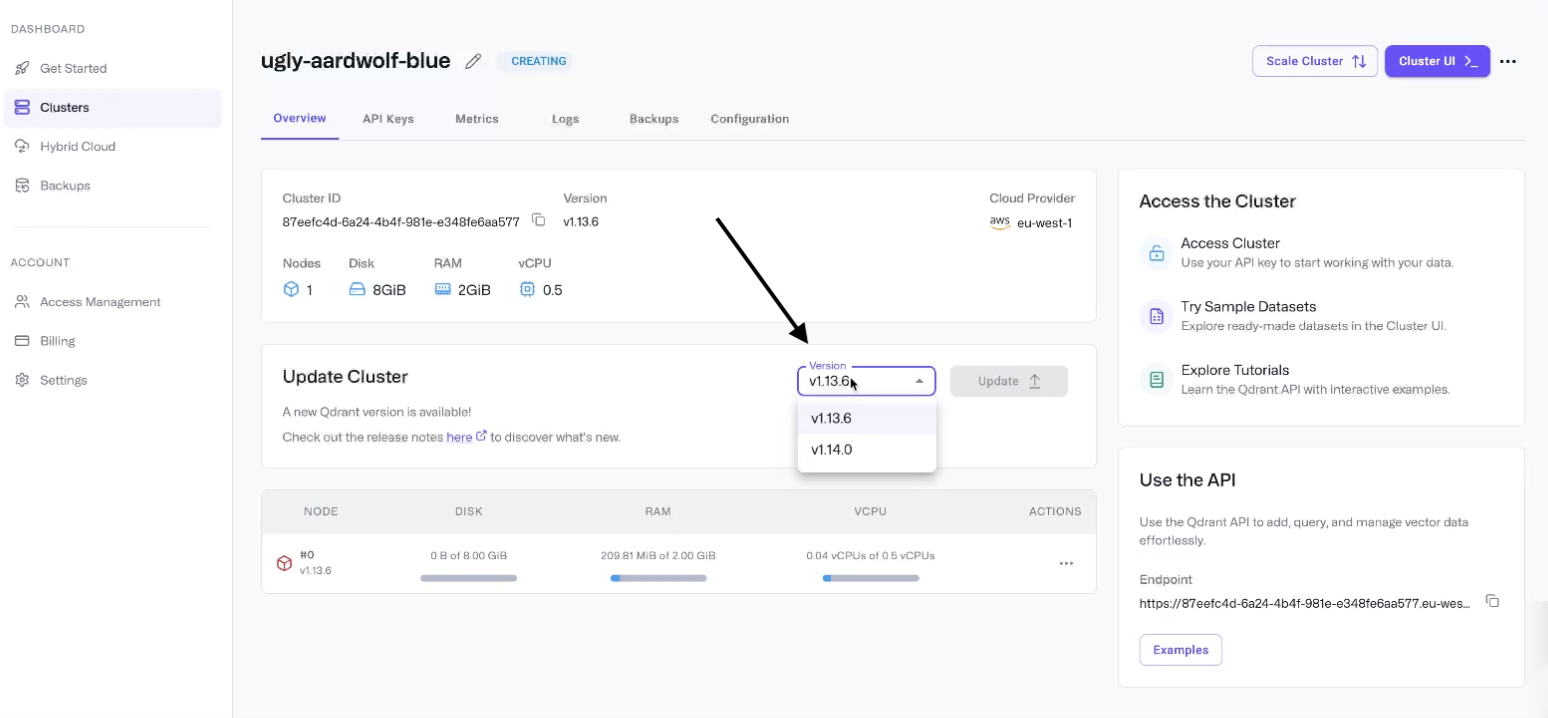 DASHBOARD
Get Started
Clusters
Hybrid Cloud
Backups
ACCOUNT
Access Management
Billing
Settings
ugly-aardwolf-blue CREATING
Scale Cluster Cluster UI
Overview API Keys Metrics Logs Backups Configuration
Cluster ID Version Cloud Provider
87eefc4d-6a24-4b4f-981e-e348fe6aa577 v1.13.6 aws eu-west-1
Nodes Disk RAM vCPU
1 8GiB 2GiB 0.5
Update Cluster
A new Qdrant version is available!
Check out the release notes here to discover what's new.
Version
v1.13.6
Update
v1.13.6
v1.14.0
NODE DISK RAM VCPU ACTIONS
#0 0 B of 8.00 GiB 209.81 MiB of 2.00 GiB 0.04 vCPUs of 0.5 vCPUs
v1.13.6
Access the Cluster
Access Cluster
Use your API key to start working with your data.
Try Sample Datasets
Explore ready-made datasets in the Cluster UI.
Explore Tutorials
Learn the Qdrant API with interactive examples.
Use the API
Use the Qdrant API to add, query, and manage vector data
effortlessly.
Endpoint
https://87eefc4d-6a24-4b4f-981e-e348fe6aa577.eu-wes...
Examples